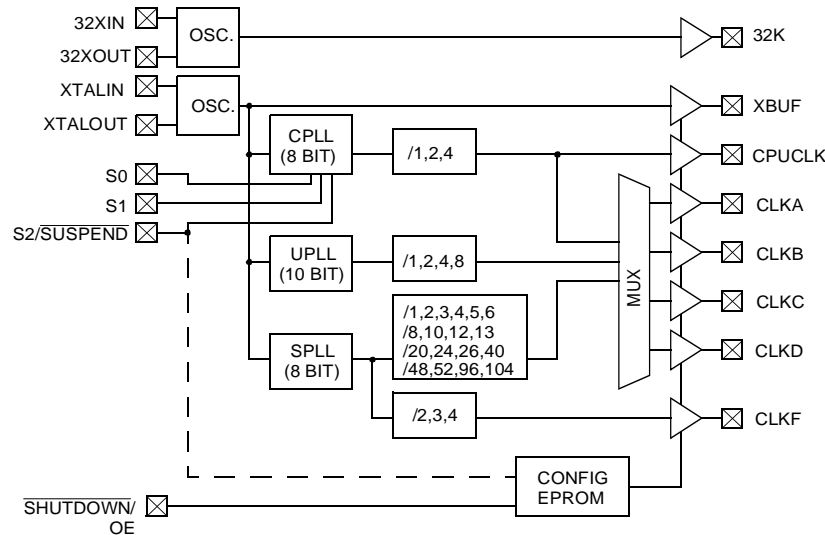 32XIN
OSC.
32K
32XOUT
XTALIN
OSC.
XBUF
XTALOUT
CPLL
(8 BIT)
/1,2,4
CPUCLK
S0
S1
CLKA
S2/SUSPEND
UPLL
(10 BIT)
/1,2,4,8
MUX
CLKB
CLKC
/1,2,3,4,5,6
/8,10,12,13
/20,24,26,40
/48,52,96,104
SPLL
(8 BIT)
CLKD
/2,3,4
CLKF
CONFIG
EPROM
SHUTDOWN/
OE